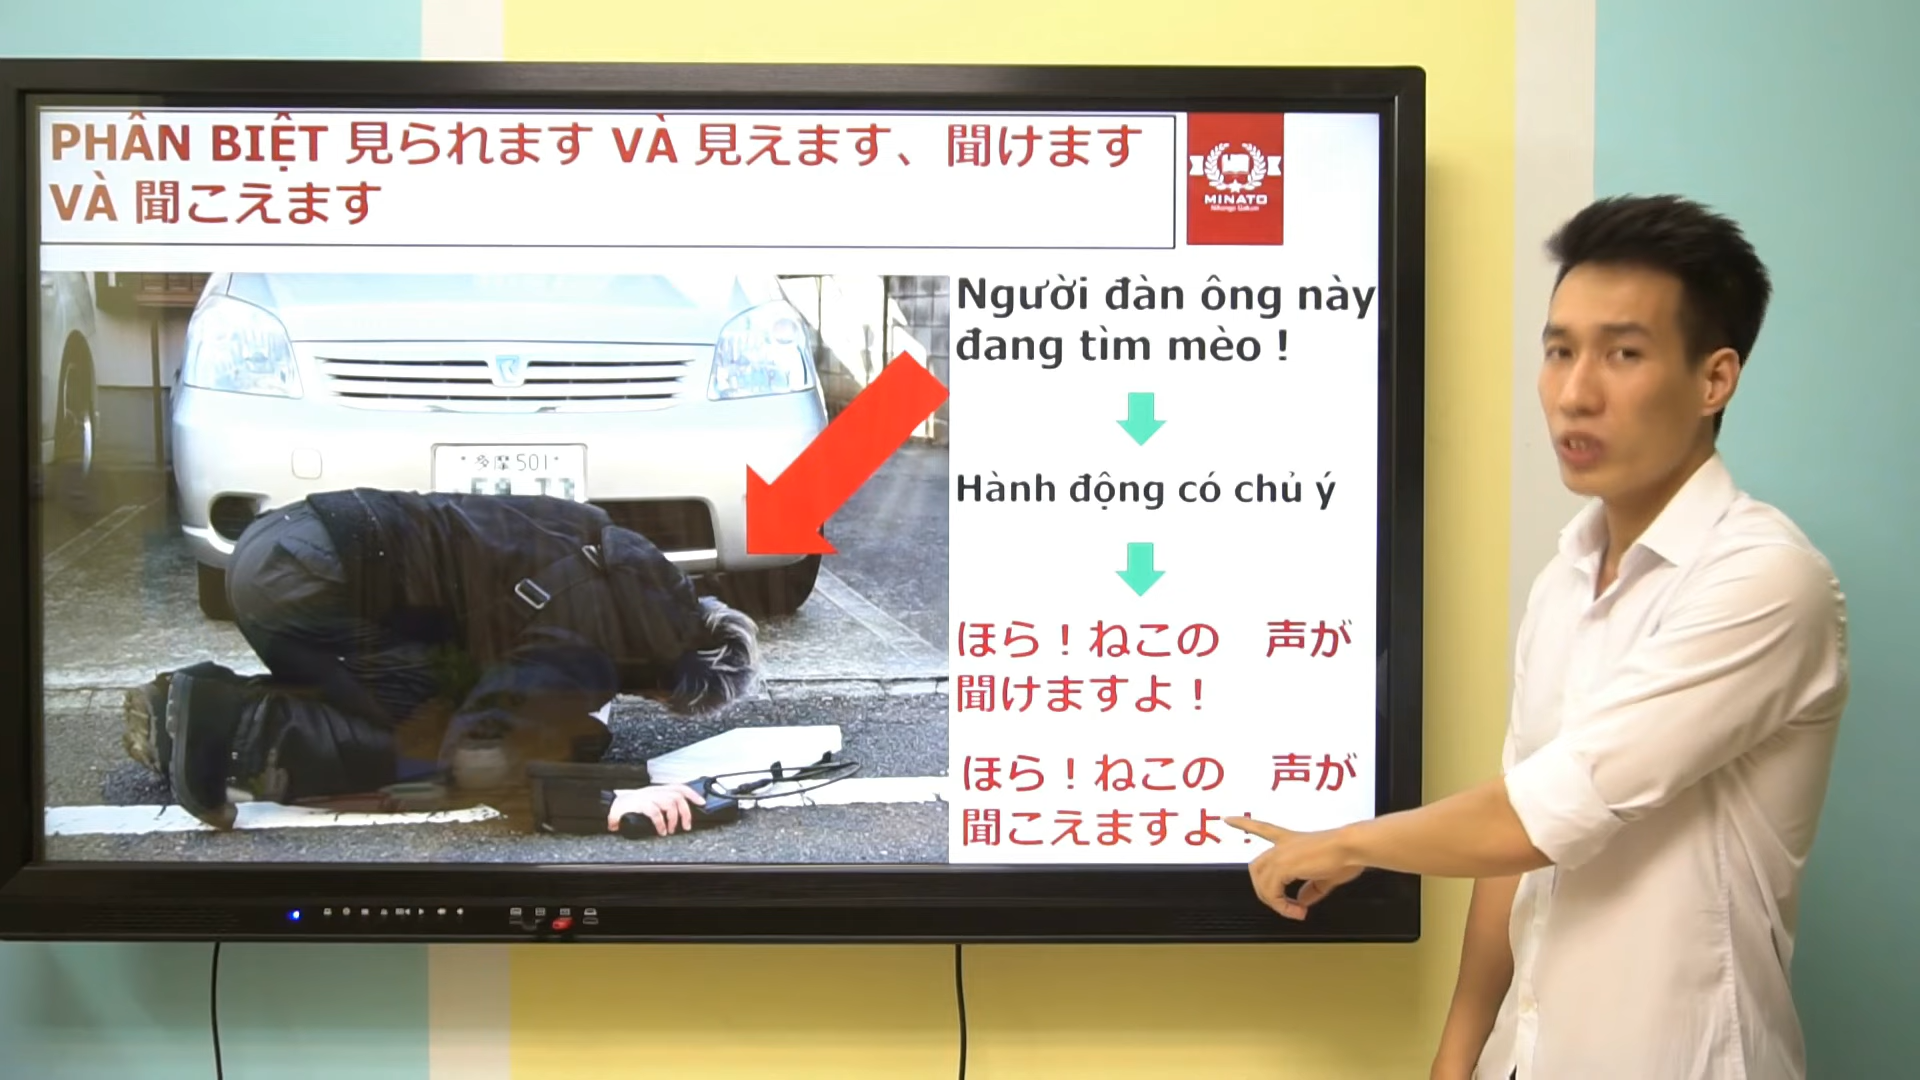 PHÂN BIỆT 見られます VÀ 見えます、聞けます
VÀ 聞こえます
MINATO
Người đàn ông này
đang tìm mèo !
Hành động có chủ ý
ほら！ねこの　声が
聞けますよ！
ほら！ねこの　声が
聞こえますよ！
多摩 501